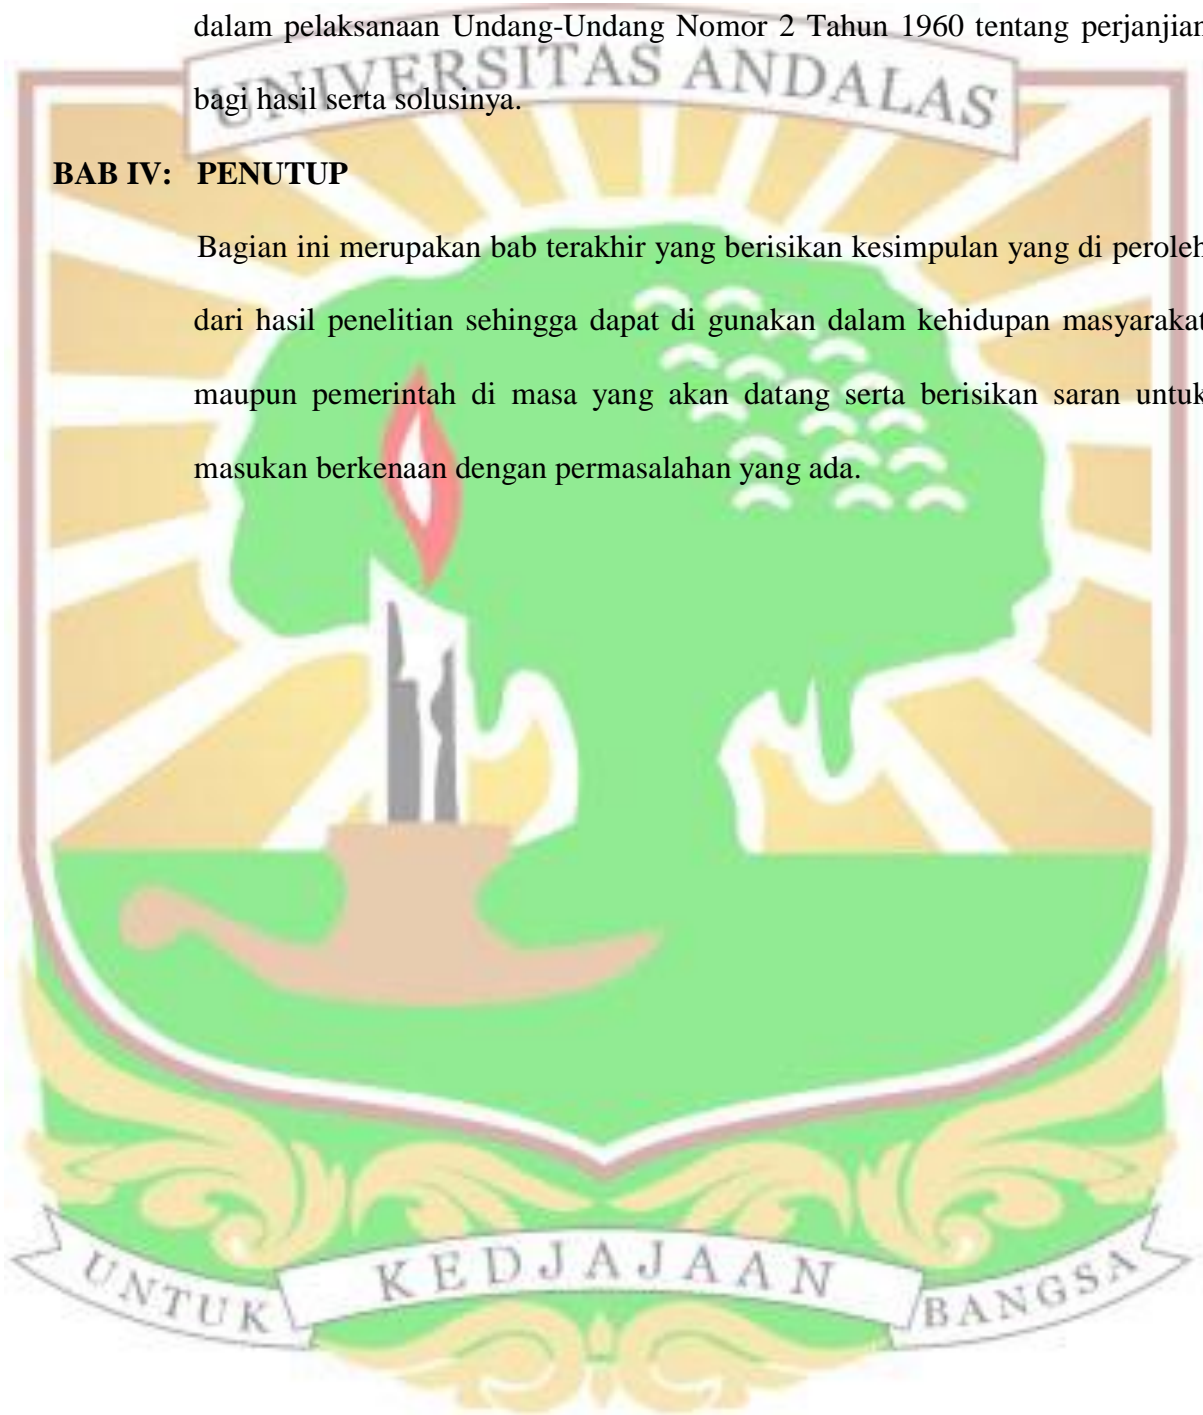 dalam pelaksanaan Undang-Undang Nomor 2 Tahun 1960 tentang perjanjian
UNIVERSITAS ANDALAS
bagi hasil serta solusinya.
BAB IV: PENUTUP
Bagian ini merupakan bab terakhir yang berisikan kesimpulan yang di peroleh
dari hasil penelitian sehingga dapat di gunakan dalam kehidupan masyarakat
maupun pemerintah di masa yang akan datang serta berisikan saran untuk
masukan berkenaan dengan permasalahan yang ada.
UNTUK KEDJAJAAN BANGSA